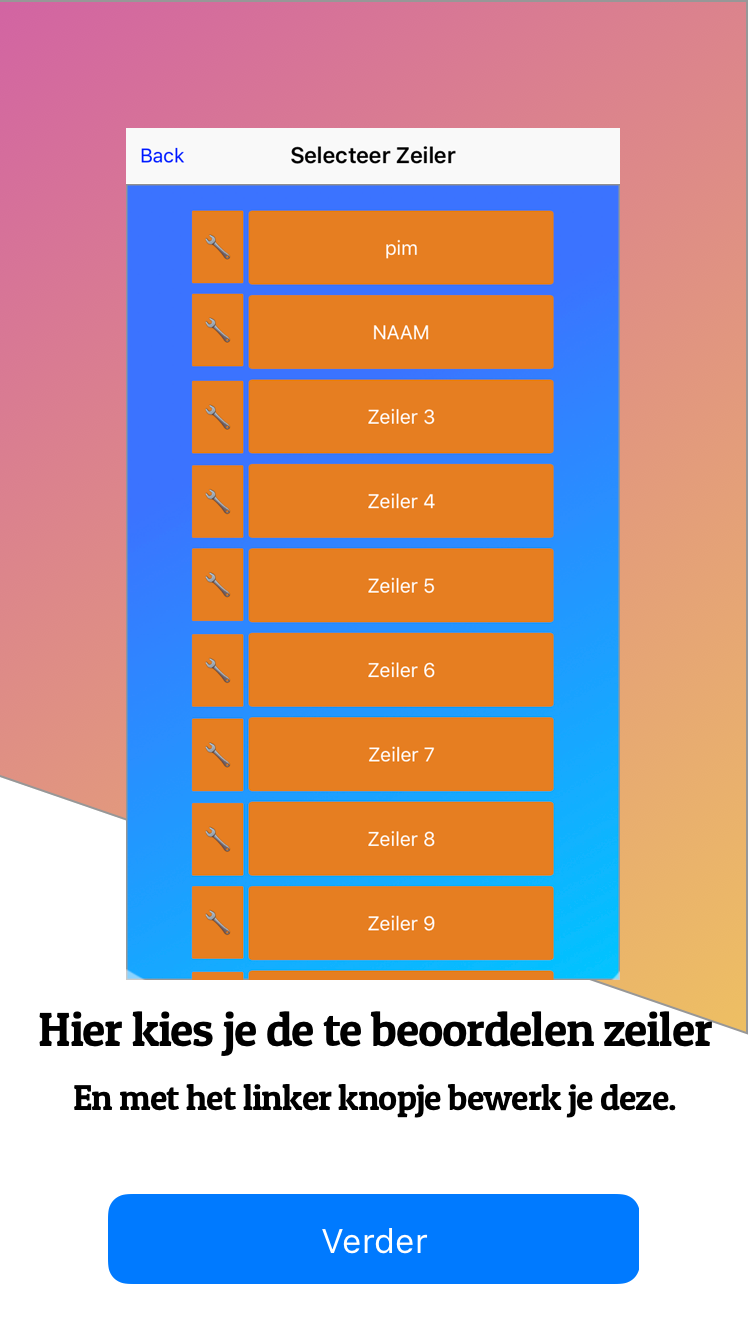 Back
Selecteer Zeiler
pim
NAAM
Zeiler 3
Zeiler 4
Zeiler 5
Zeiler 6
Zeiler 7
Zeiler 8
Zeiler 9
Hier kies je de te beoordelen zeiler
En met het linker knopje bewerk je deze.
Verder